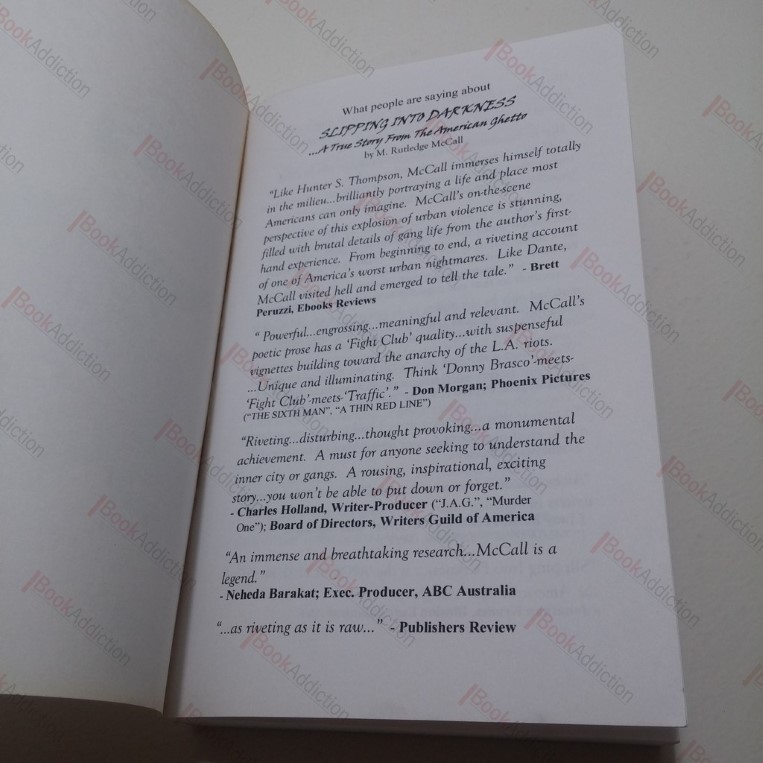 What people are saying about
SLIPPING INTO DARKNESS
...A True Story From The American Ghetto
by M. Rutledge McCall
"Like Hunter S. Thompson, McCall immerses himself totally
in the milieu...brilliantly portraying a life and place most
Americans can only imagine. McCall's on-the-scene
perspective of this explosion of urban violence is stunning,
filled with brutal details of gang life from the author's first-
hand experience. From beginning to end, a riveting account
of one of America's worst urban nightmares. Like Dante,
McCall visited hell and emerged to tell the tale." - Brett
Peruzzi, Ebooks Reviews
" Powerful...engrossing...meaningful and relevant. McCall's
poetic prose has a 'Fight Club' quality...with suspenseful
vignettes building toward the anarchy of the L.A. riots.
...Unique and illuminating. Think 'Donny Brasco'-meets-
'Fight Club'-meets-'Traffic'." - Don Morgan; Phoenix Pictures
("THE SIXTH MAN", "A THIN RED LINE")
"Riveting...disturbing...thought provoking...a monumental
achievement. A must for anyone seeking to understand the
inner city or gangs. A rousing, inspirational, exciting
story...you won't be able to put down or forget."
- Charles Holland, Writer-Producer ("J.A.G.", "Murder
One"); Board of Directors, Writers Guild of America
"An immense and breathtaking research...McCall is a
legend."
- Neheda Barakat; Exec. Producer, ABC Australia
"...as riveting as it is raw..." - Publishers Review
BookAddiction